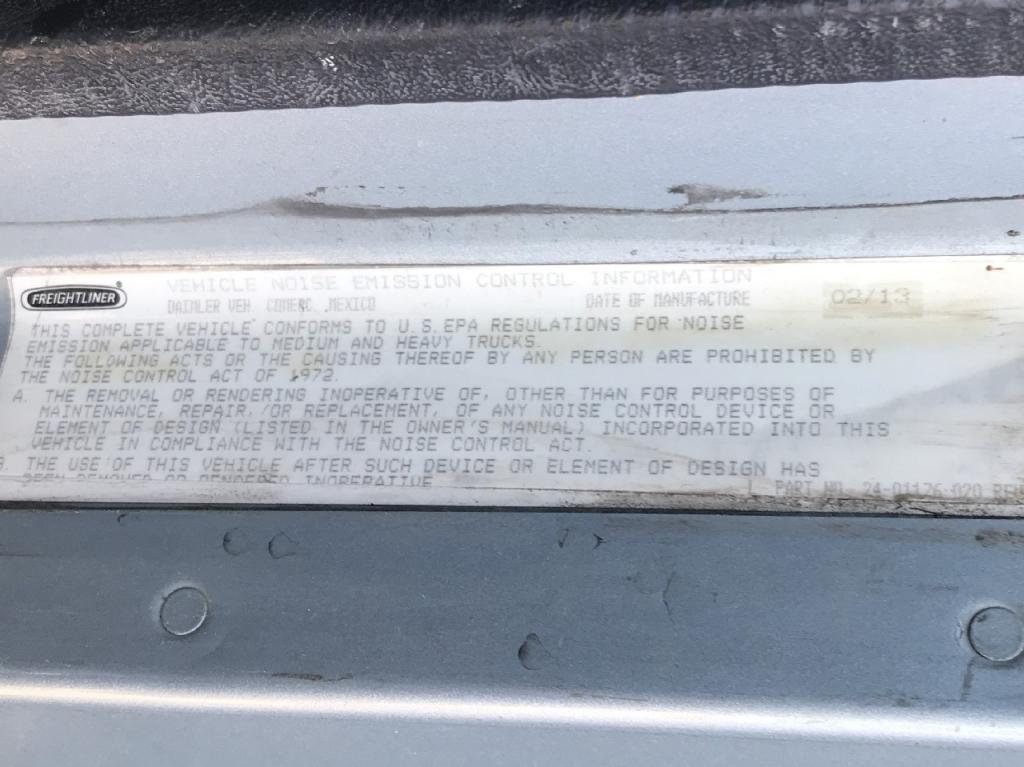 FREIGHTLINER
VEHICLE NOISE EMISSION CONTROL INFORMATION
DAIMLER VEH. COMERC. MEXICO DATE OF MANUFACTURE 02/13
THIS COMPLETE VEHICLE CONFORMS TO U.S. EPA REGULATIONS FOR NOISE
EMISSION APPLICABLE TO MEDIUM AND HEAVY TRUCKS.
THE FOLLOWING ACTS OR THE CAUSING THEREOF BY ANY PERSON ARE PROHIBITED BY
THE NOISE CONTROL ACT OF 1972.
A. THE REMOVAL OR RENDERING INOPERATIVE OF, OTHER THAN FOR PURPOSES OF
MAINTENANCE, REPAIR, OR REPLACEMENT, OF ANY NOISE CONTROL DEVICE OR
ELEMENT OF DESIGN (LISTED IN THE OWNER'S MANUAL) INCORPORATED INTO THIS
VEHICLE IN COMPLIANCE WITH THE NOISE CONTROL ACT.
B. THE USE OF THIS VEHICLE AFTER SUCH DEVICE OR ELEMENT OF DESIGN HAS
BEEN REMOVED OR RENDERED INOPERATIVE
PART NO. 24-01176-020